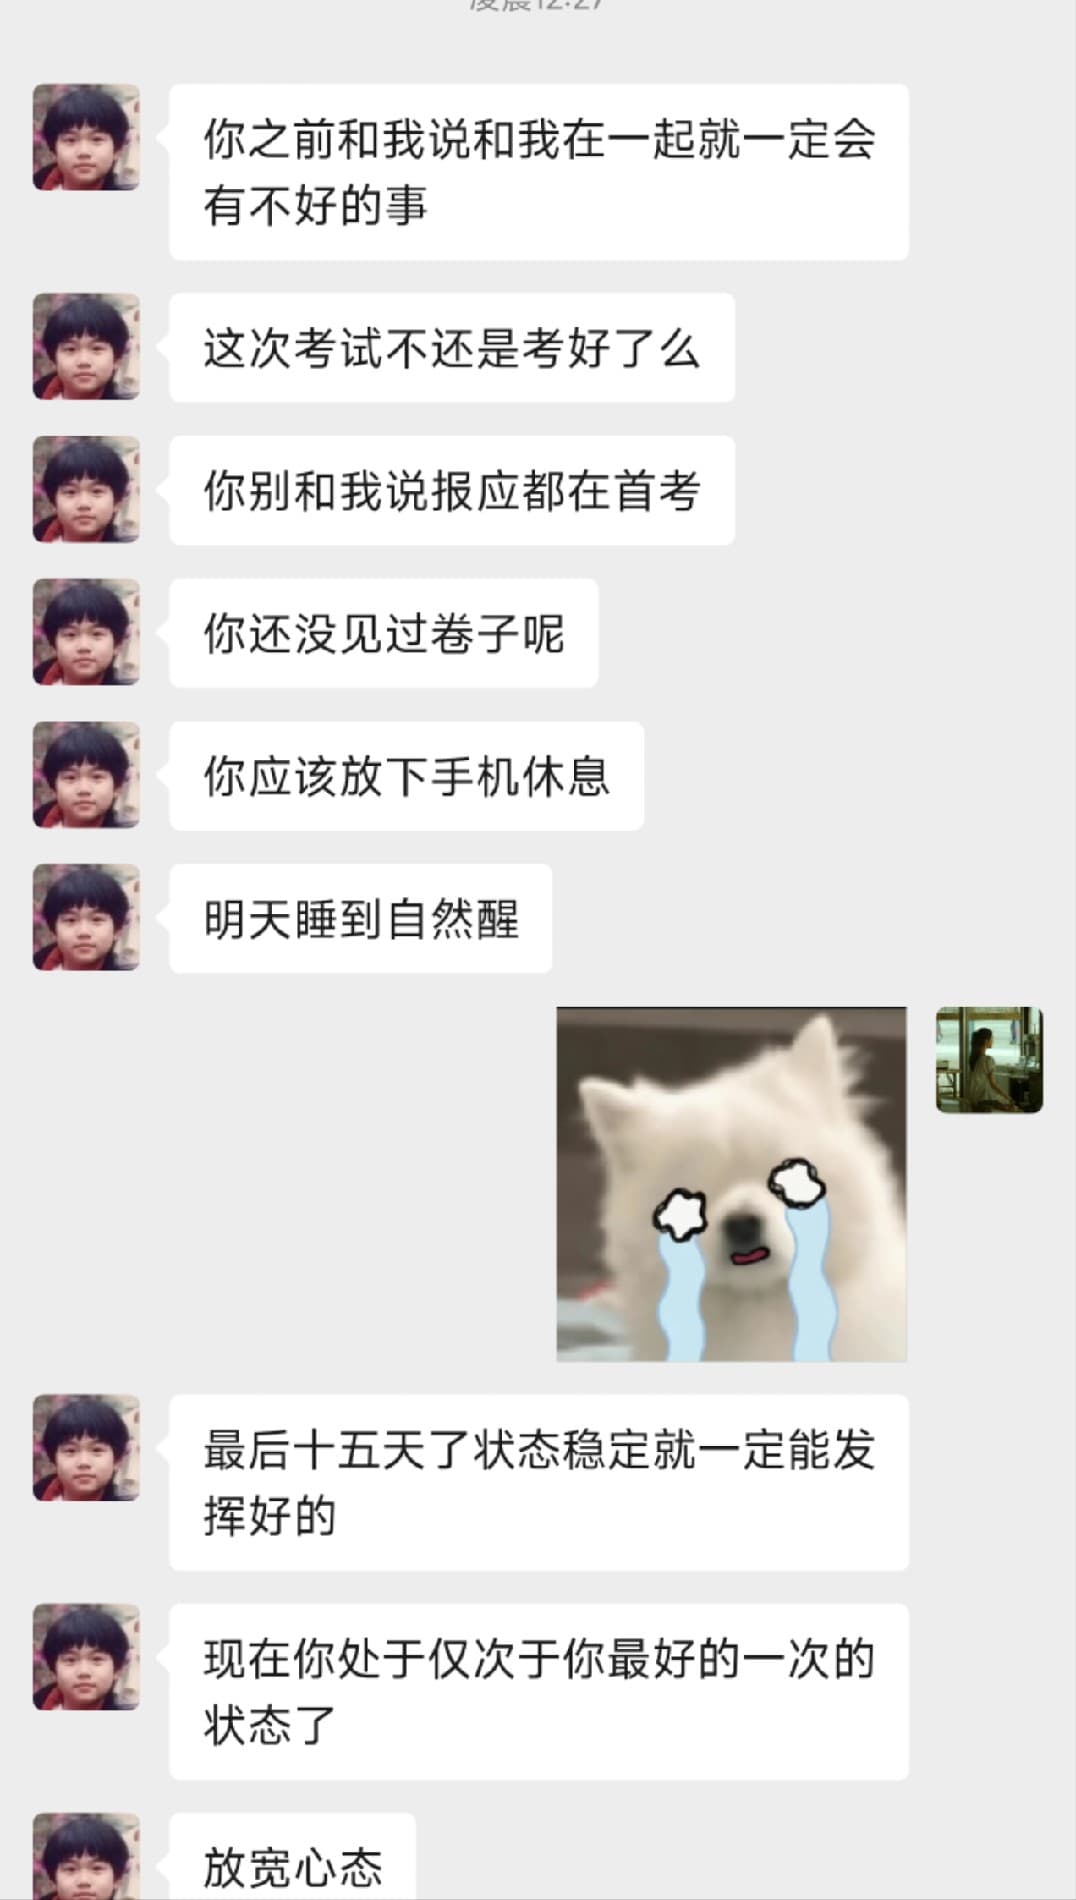 凌晨12:27
你之前和我说和我在一起就一定会
有不好的事
这次考试不还是考好了么
你别和我说报应都在首考
你还没见过卷子呢
你应该放下手机休息
明天睡到自然醒
最后十五天了状态稳定就一定能发
挥好的
现在你处于仅次于你最好的一次的
状态了
放宽心态